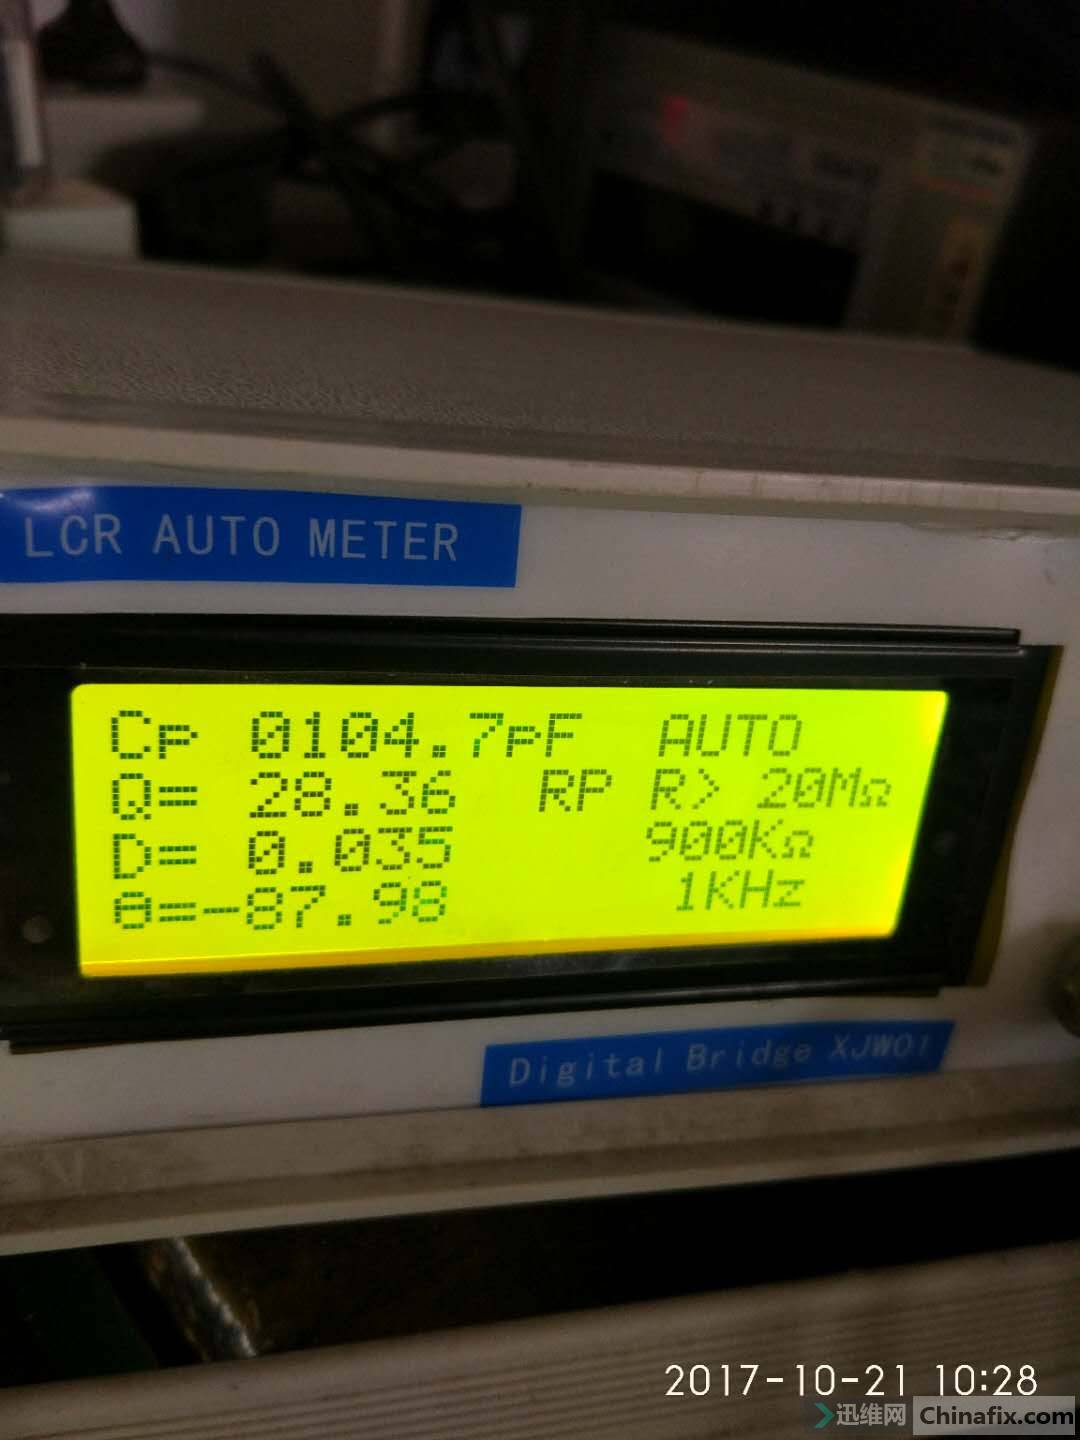 LCR AUTO METER
Cp 0104.7pF AUTO
Q= 28.36 RP R> 20MΩ
D= 0.035 900KΩ
θ=-87.98 1KHz
Digital Bridge XJW01
2017-10-21 10:28
迅维网 Chinafix.com